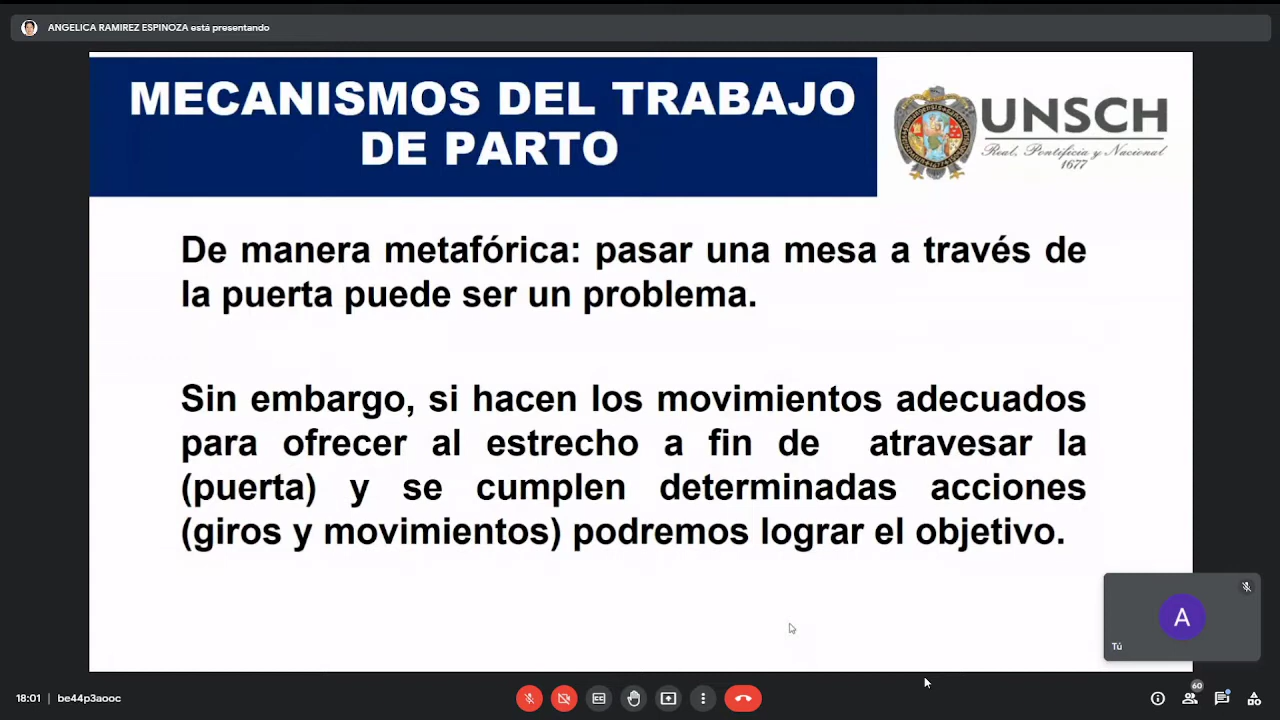 ANGELICA RAMIREZ ESPINOZA está presentando
MECANISMOS DEL TRABAJO
DE PARTO
UNSCH
Real, Pontificia y Nacional
1677
De manera metafórica: pasar una mesa a través de
la puerta puede ser un problema.
Sin embargo, si hacen los movimientos adecuados
para ofrecer al estrecho a fin de atravesar la
(puerta) y se cumplen determinadas acciones
(giros y movimientos) podremos lograr el objetivo.
A
Tú
18:01
be44p3aooc
60